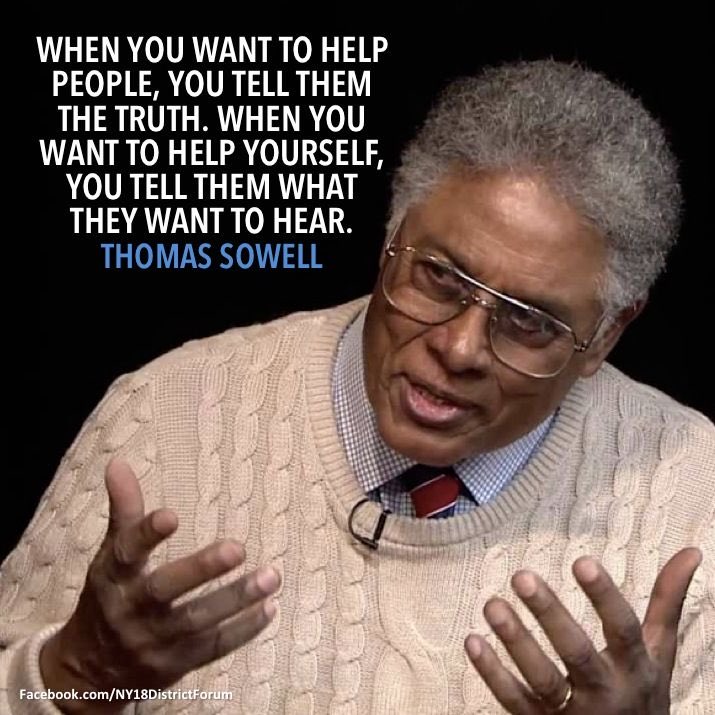 WHEN YOU WANT TO HELP
PEOPLE, YOU TELL THEM
THE TRUTH. WHEN YOU
WANT TO HELP YOURSELF,
YOU TELL THEM WHAT
THEY WANT TO HEAR.
THOMAS SOWELL
Facebook.com/NY18DistrictForum